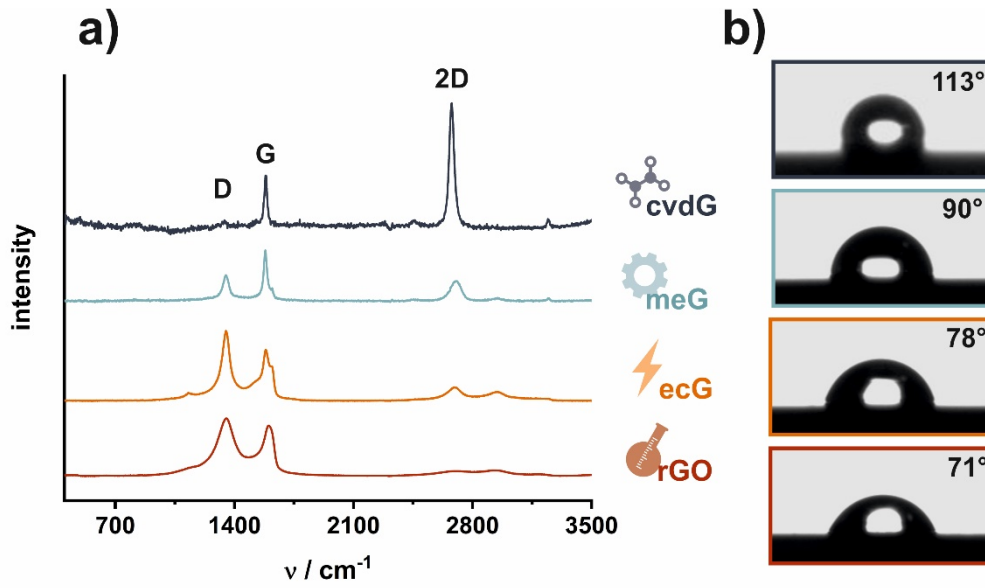 a)
b)
intensity
D
G
2D
cvdG
meG
ecG
rGO
700 1400 2100 2800 3500
ν / cm⁻¹
113°
90°
78°
71°